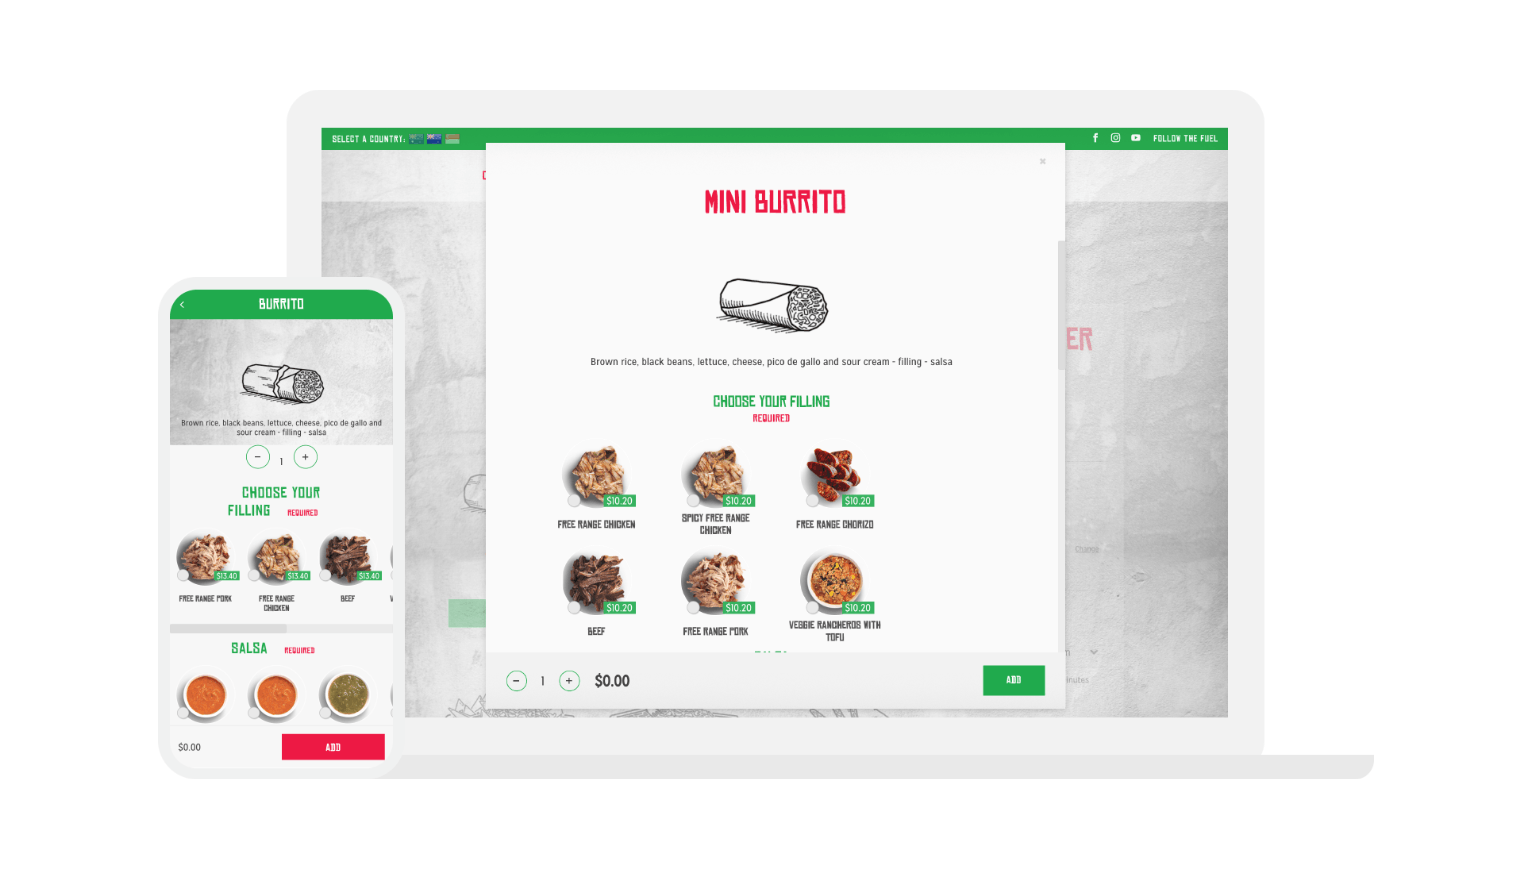 SELECT A COUNTRY:
FOLLOW THE FUEL
MINI BURRITO
Brown rice, black beans, lettuce, cheese, pico de gallo and sour cream - filling - salsa
CHOOSE YOUR FILLING
REQUIRED
$10.20
$10.20
$10.20
FREE RANGE CHICKEN
SPICY FREE RANGE
CHICKEN
FREE RANGE CHORIZO
$10.20
$10.20
$10.20
BEEF
FREE RANGE PORK
VEGGIE RANCHEROS WITH
TOFU
1
$0.00
ADD
ER
Change
BURRITO
Brown rice, black beans, lettuce, cheese, pico de gallo and
sour cream - filling - salsa
1
CHOOSE YOUR
FILLING REQUIRED
$13.40
$13.40
$13.40
FREE RANGE PORK
FREE RANGE
CHICKEN
BEEF
SALSA REQUIRED
$0.00
ADD